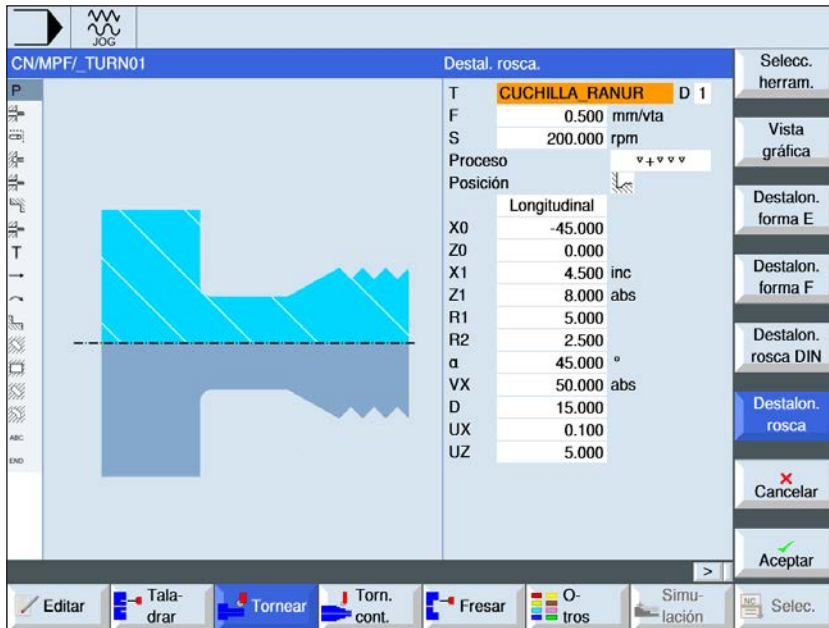 JOG
CN/MPF/_TURN01
Destal. rosca.
P
T
ABC
END
T CUCHILLA_RANUR D 1
F 0.500 mm/vta
S 200.000 rpm
Proceso ▿+▿▿▿
Posición
Longitudinal
X0 -45.000
Z0 0.000
X1 4.500 inc
Z1 8.000 abs
R1 5.000
R2 2.500
α 45.000 °
VX 50.000 abs
D 15.000
UX 0.100
UZ 5.000
Selecc.
herram.
Vista
gráfica
Destalon.
forma E
Destalon.
forma F
Destalon.
rosca DIN
Destalon.
rosca
Cancelar
Aceptar
>
Editar
Tala-
drar
Tornear
Torn.
cont.
Fresar
O-
tros
Simu-
lación
NC
Selec.